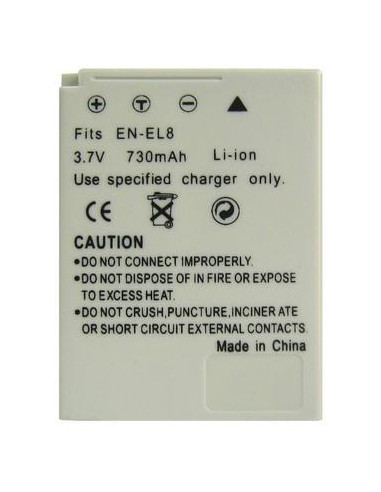 + T −
Fits EN-EL8
3.7V 730mAh Li-ion
Use specified charger only.
CE
CAUTION
•DO NOT CONNECT IMPROPERLY.
•DO NOT DISPOSE OF IN FIRE OR EXPOSE
TO EXCESS HEAT.
•DO NOT CRUSH,PUNCTURE,INCINER ATE
OR SHORT CIRCUIT EXTERNAL CONTACTS.
Made in China